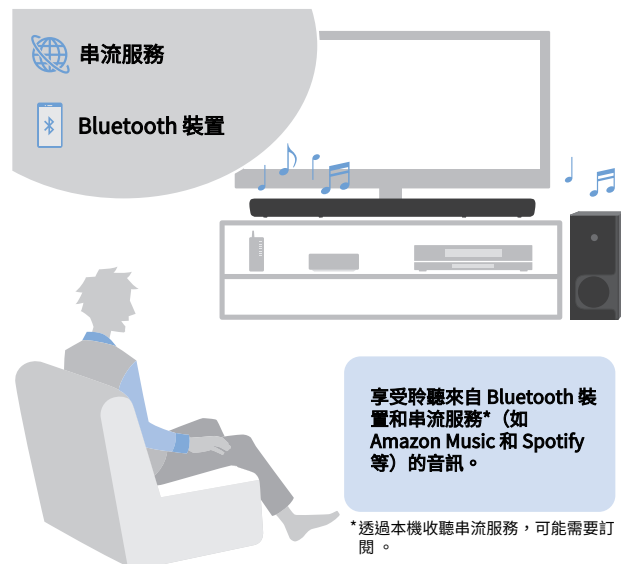 串流服務
Bluetooth 裝置
享受聆聽來自 Bluetooth 裝
置和串流服務*（如
Amazon Music 和 Spotify
等）的音訊。
*透過本機收聽串流服務，可能需要訂
閱 。